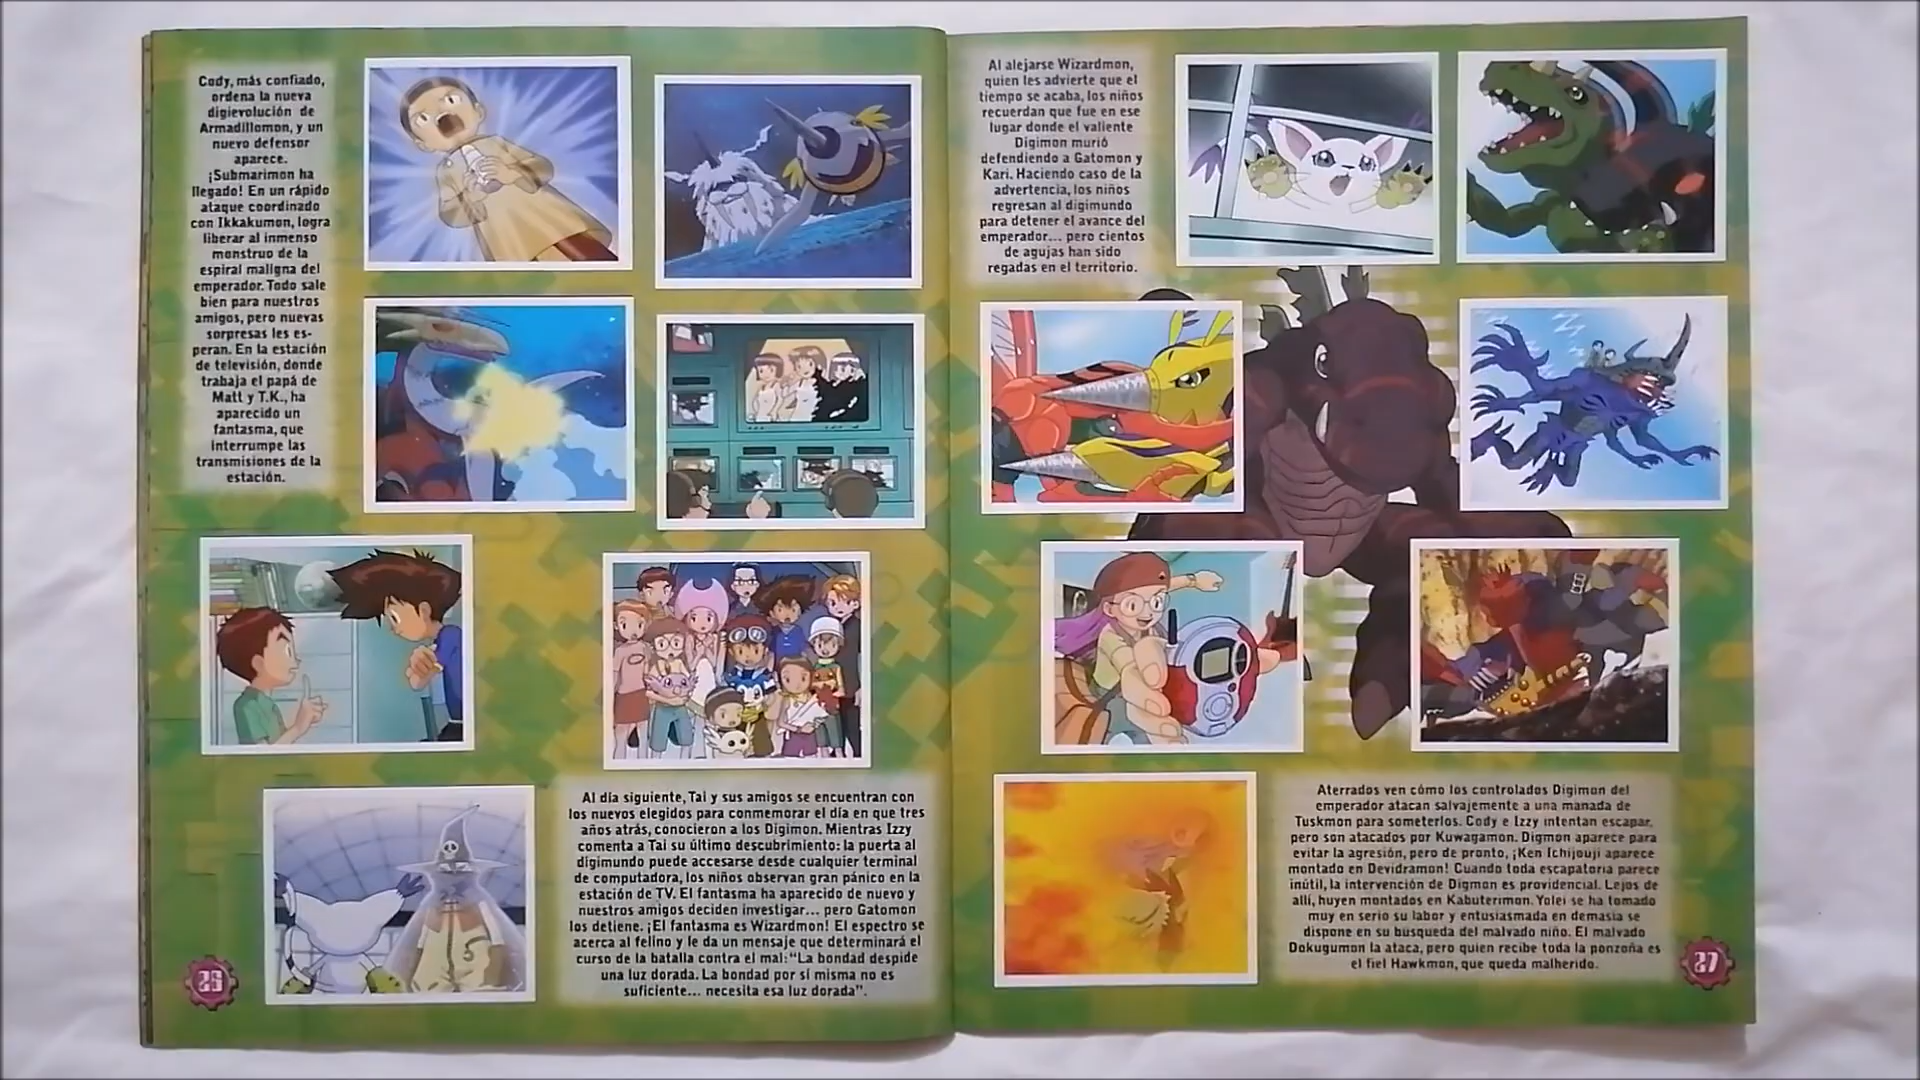 Cody, más confiado,
ordena la nueva
digievolución de
Armadillomon, y un
nuevo defensor
aparece.
¡Submarimon ha
llegado! En un rápido
ataque coordinado
con Ikkakumon, logra
liberar al inmenso
monstruo de la
espiral maligna del
emperador. Todo sale
bien para nuestros
amigos, pero nuevas
sorpresas les es-
peran. En la estación
de televisión, donde
trabaja el papá de
Matt y T.K., ha
aparecido un
fantasma, que
interrumpe las
transmisiones de la
estación.
Al día siguiente, Tai y sus amigos se encuentran con
los nuevos elegidos para conmemorar el día en que tres
años atrás, conocieron a los Digimon. Mientras Izzy
comenta a Tai su último descubrimiento: la puerta al
digimundo puede accesarse desde cualquier terminal
de computadora, los niños observan gran pánico en la
estación de TV. El fantasma ha aparecido de nuevo y
nuestros amigos deciden investigar... pero Gatomon
los detiene. ¡El fantasma es Wizardmon! El espectro se
acerca al felino y le da un mensaje que determinará el
curso de la batalla contra el mal: “La bondad despide
una luz dorada. La bondad por sí misma no es
suficiente... necesita esa luz dorada”.
Al alejarse Wizardmon,
quien les advierte que el
tiempo se acaba, los niños
recuerdan que fue en ese
lugar donde el valiente
Digimon murió
defendiendo a Gatomon y
Kari. Haciendo caso de la
advertencia, los niños
regresan al digimundo
para detener el avance del
emperador... pero cientos
de agujas han sido
regadas en el territorio.
Aterrados ven cómo los controlados Digimon del
emperador atacan salvajemente a una manada de
Tuskmon para someterlos. Cody e Izzy intentan escapar,
pero son atacados por Kuwagamon. Digmon aparece para
evitar la agresión, pero de pronto, ¡Ken Ichijouji aparece
montado en Devidramon! Cuando toda escapatoria parece
inútil, la intervención de Digmon es providencial. Lejos de
allí, huyen montados en Kabuterimon. Yolei se ha tomado
muy en serio su labor y entusiasmada en demasía se
dispone en su búsqueda del malvado niño. El malvado
Dokugumon la ataca, pero quien recibe toda la ponzoña es
el fiel Hawkmon, que queda malherido.
27